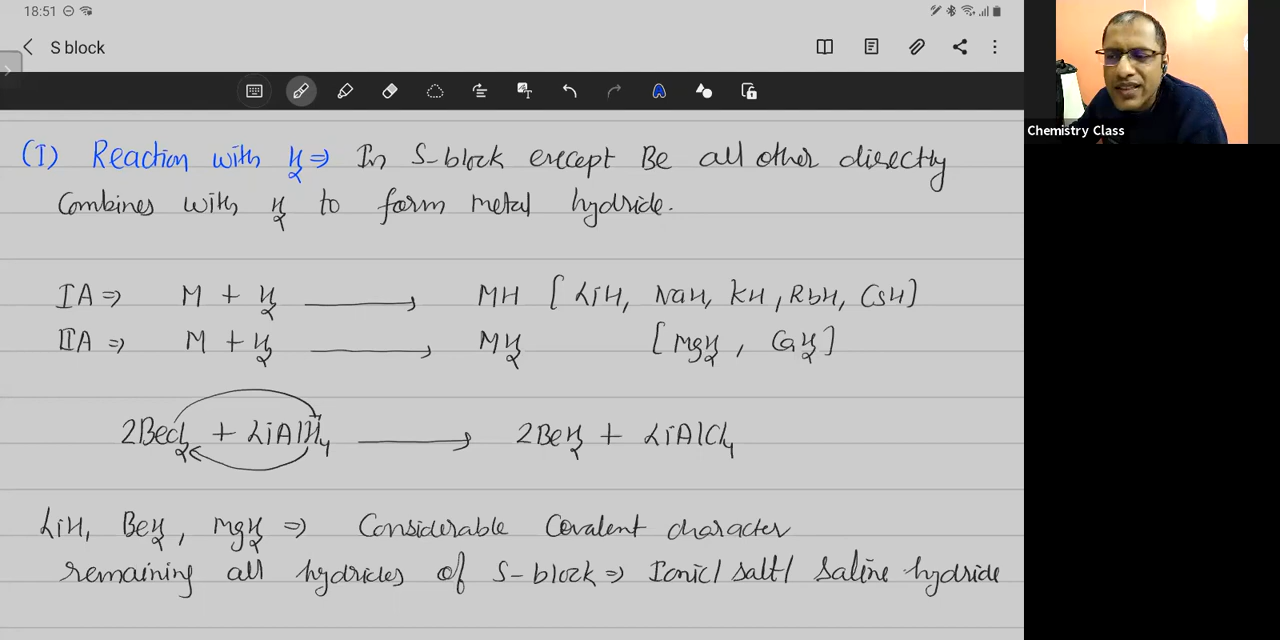 18:51
S block
Chemistry Class
(I) Reaction with H₂ ⇒ In S-block except Be all other directly
Combines with H₂ to form metal hydride.
IA ⇒ M + H₂ ⟶ MH [LiH, NaH, KH, RbH, CsH]
IIA ⇒ M + H₂ ⟶ MH₂ [MgH₂, CaH₂]
2BeCl₂ + LiAlH₄ ⟶ 2BeH₂ + LiAlCl₄
LiH, BeH₂, MgH₂ ⇒ Considerable Covalent character
remaining all hydrides of S-block ⇒ Ionic/ salt/ Saline hydride